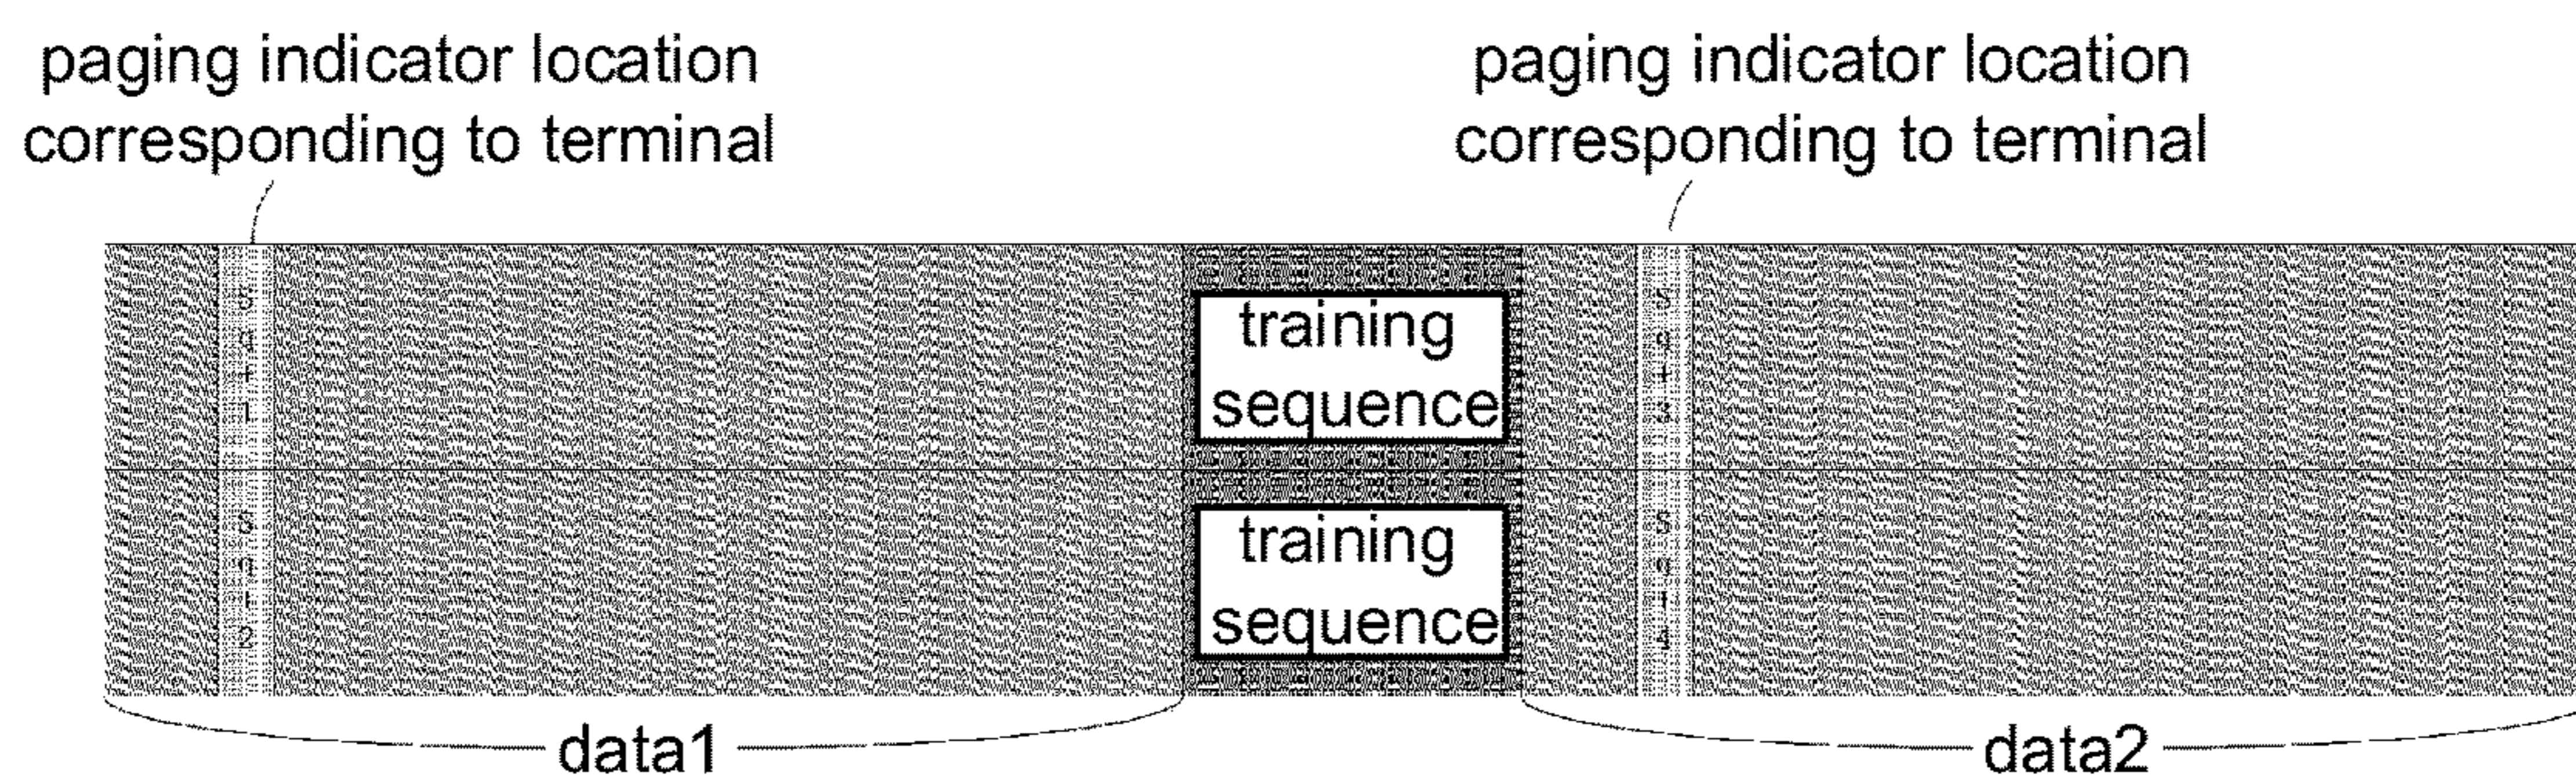 paging indicator location
corresponding to terminal
paging indicator location
corresponding to terminal
training
sequence
training
sequence
data1
data2